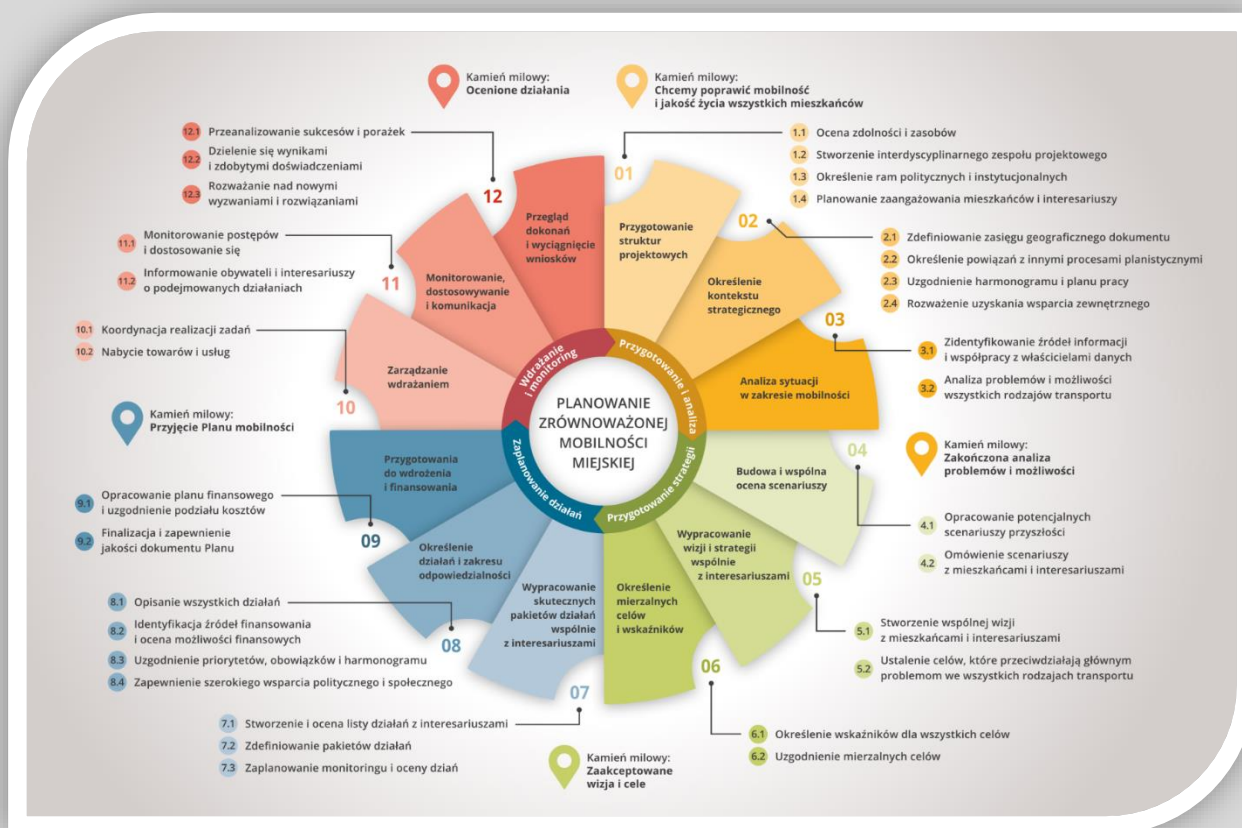 PLANOWANIE
ZRÓWNOWAŻONEJ
MOBILNOŚCI
MIEJSKIEJ
Przygotowanie i analiza
Przygotowanie strategii
Zaplanowanie działań
Wdrażanie
i monitoring
Kamień milowy:
Chcemy poprawić mobilność
i jakość życia wszystkich mieszkańców
01
Przygotowanie
struktur
projektowych
1.1 Ocena zdolności i zasobów
1.2 Stworzenie interdyscyplinarnego zespołu projektowego
1.3 Określenie ram politycznych i instytucjonalnych
1.4 Planowanie zaangażowania mieszkańców i interesariuszy
02
Określenie
kontekstu
strategicznego
2.1 Zdefiniowanie zasięgu geograficznego dokumentu
2.2 Określenie powiązań z innymi procesami planistycznymi
2.3 Uzgodnienie harmonogramu i planu pracy
2.4 Rozważenie uzyskania wsparcia zewnętrznego
03
Analiza sytuacji
w zakresie mobilności
3.1 Zidentyfikowanie źródeł informacji
i współpracy z właścicielami danych
3.2 Analiza problemów i możliwości
wszystkich rodzajów transportu
Kamień milowy:
Zakończona analiza
problemów i możliwości
04
Budowa i wspólna
ocena scenariuszy
4.1 Opracowanie potencjalnych
scenariuszy przyszłości
4.2 Omówienie scenariuszy
z mieszkańcami i interesariuszami
05
Wypracowanie
wizji i strategii
wspólnie
z interesariuszami
5.1 Stworzenie wspólnej wizji
z mieszkańcami i interesariuszami
5.2 Ustalenie celów, które przeciwdziałają głównym
problemom we wszystkich rodzajach transportu
06
Określenie
mierzalnych
celów
i wskaźników
6.1 Określenie wskaźników dla wszystkich celów
6.2 Uzgodnienie mierzalnych celów
Kamień milowy:
Zaakceptowane
wizja i cele
07
Wypracowanie
skutecznych
pakietów działań
wspólnie
z interesariuszami
7.1 Stworzenie i ocena listy działań z interesariuszami
7.2 Zdefiniowanie pakietów działań
7.3 Zaplanowanie monitoringu i oceny dziań
08
Określenie
działań i zakresu
odpowiedzialności
8.1 Opisanie wszystkich działań
8.2 Identyfikacja źródeł finansowania
i ocena możliwości finansowych
8.3 Uzgodnienie priorytetów, obowiązków i harmonogramu
8.4 Zapewnienie szerokiego wsparcia politycznego i społecznego
09
Przygotowania
do wdrożenia
i finansowania
9.1 Opracowanie planu finansowego
i uzgodnienie podziału kosztów
9.2 Finalizacja i zapewnienie
jakości dokumentu Planu
Kamień milowy:
Przyjęcie Planu mobilności
10
Zarządzanie
wdrażaniem
10.1 Koordynacja realizacji zadań
10.2 Nabycie towarów i usług
11
Monitorowanie,
dostosowywanie
i komunikacja
11.1 Monitorowanie postępów
i dostosowanie się
11.2 Informowanie obywateli i interesariuszy
o podejmowanych działaniach
12
Przegląd
dokonań
i wyciągnięcie
wniosków
12.1 Przeanalizowanie sukcesów i porażek
12.2 Dzielenie się wynikami
i zdobytymi doświadczeniami
12.3 Rozważanie nad nowymi
wyzwaniami i rozwiązaniami
Kamień milowy:
Ocenione działania